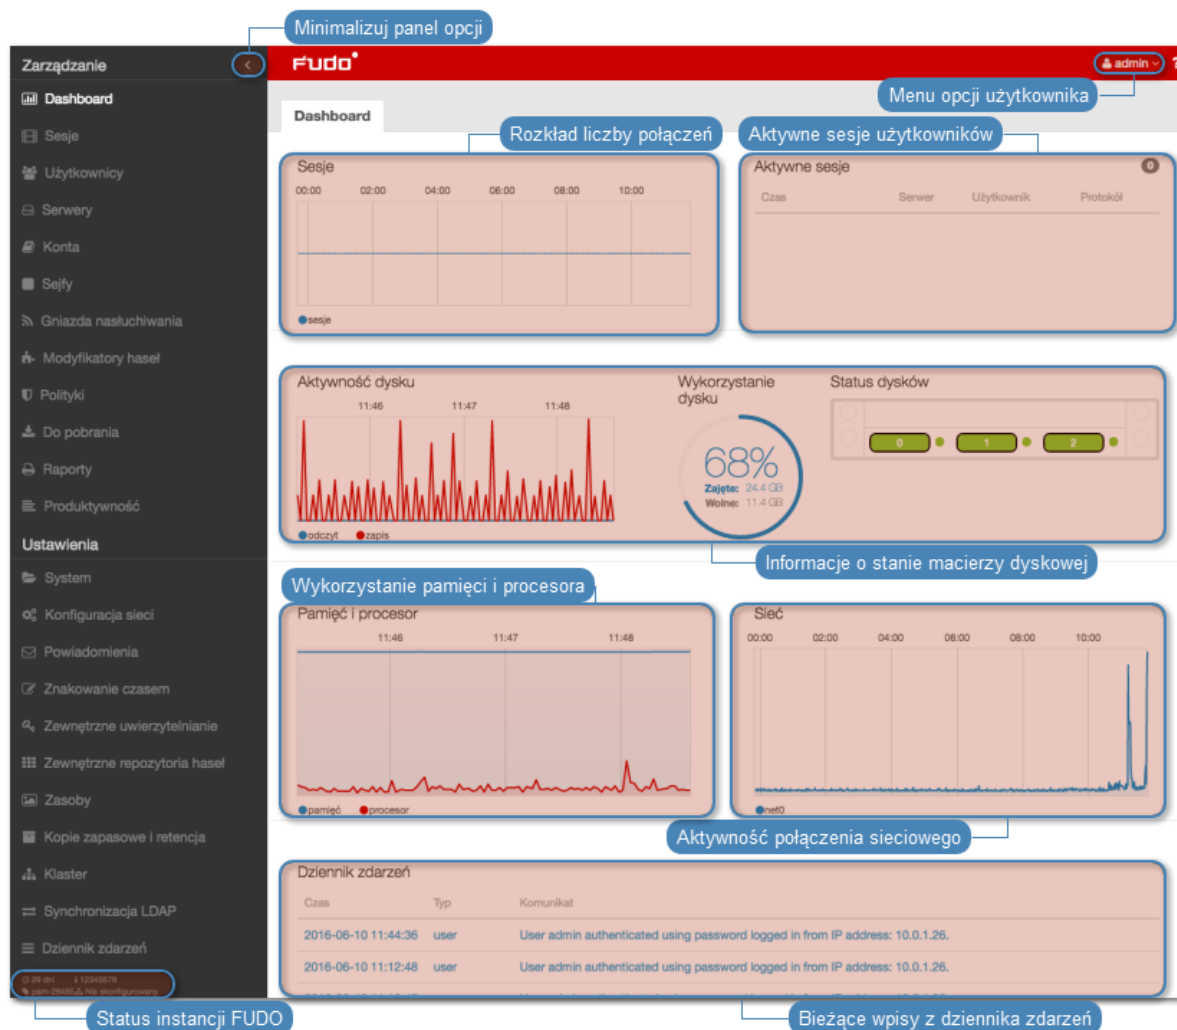 Minimalizuj panel opcji
Zarządzanie
Fudo
admin
?
Menu opcji użytkownika
Dashboard
Sesje
Użytkownicy
Serwery
Konta
Sejfy
Gniazda nasłuchiwania
Modyfikatory haseł
Polityki
Do pobrania
Raporty
Produktywność
Ustawienia
System
Konfiguracja sieci
Powiadomienia
Znakowanie czasem
Zewnętrzne uwierzytelnianie
Zewnętrzne repozytoria haseł
Zasoby
Kopie zapasowe i retencja
Klaster
Synchronizacja LDAP
Dziennik zdarzeń
29 dni 12345678
pam-28485 Nie skonfigurowany
Status instancji FUDO
Dashboard
Rozkład liczby połączeń
Sesje
00:00 02:00 04:00 06:00 08:00 10:00
sesje
Aktywne sesje użytkowników
Aktywne sesje 0
Czas Serwer Użytkownik Protokół
Aktywność dysku
11:46 11:47 11:48
odczyt zapis
Wykorzystanie
dysku
68%
Zajęte: 24.4 GB
Wolne: 11.4 GB
Status dysków
0 1 2
Informacje o stanie macierzy dyskowej
Wykorzystanie pamięci i procesora
Pamięć i procesor
11:46 11:47 11:48
pamięć procesor
Sieć
00:00 02:00 04:00 06:00 08:00 10:00
net0
Aktywność połączenia sieciowego
Dziennik zdarzeń
Czas Typ Komunikat
2016-06-10 11:44:36 user User admin authenticated using password logged in from IP address: 10.0.1.26.
2016-06-10 11:12:48 user User admin authenticated using password logged in from IP address: 10.0.1.26.
Bieżące wpisy z dziennika zdarzeń